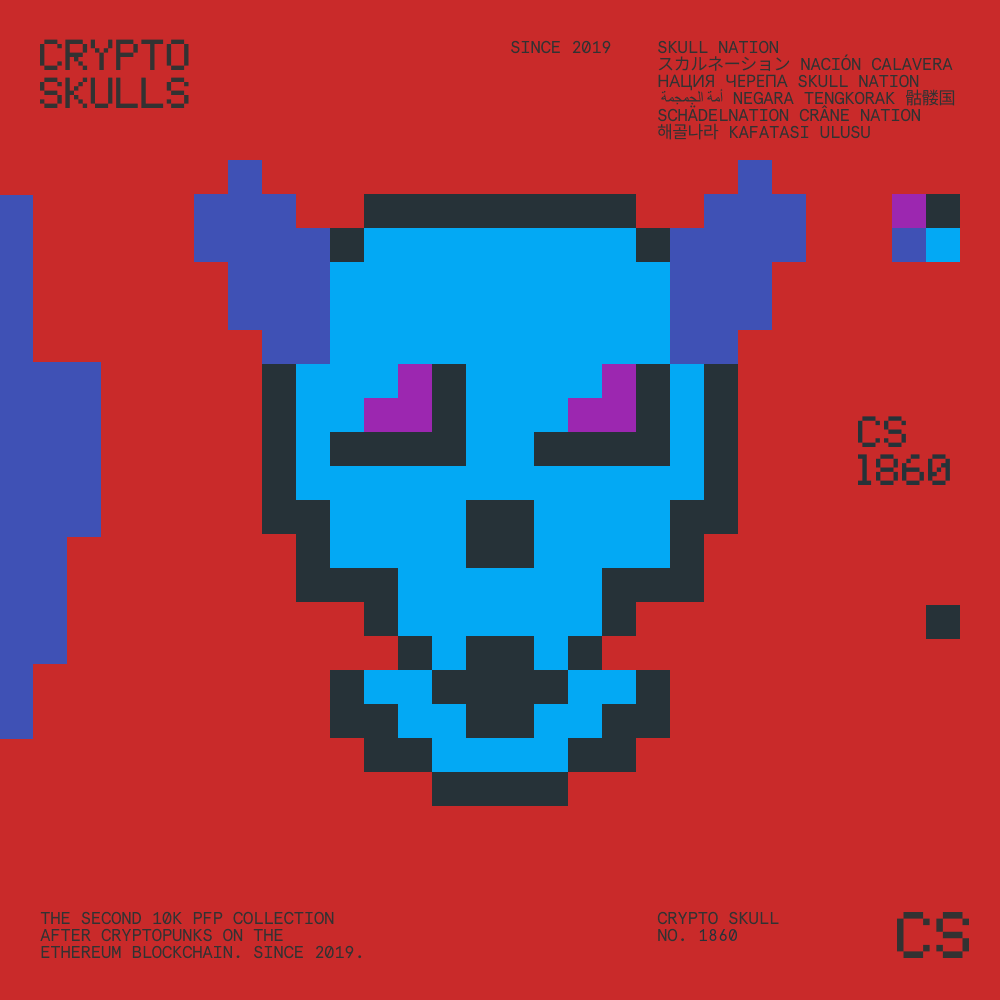 CRYPTO
SKULLS
SINCE 2019
SKULL NATION
スカルネーション NACIÓN CALAVERA
НАЦИЯ ЧЕРЕПА SKULL NATION
أمة الجمجمة NEGARA TENGKORAK 骷髅国
SCHÄDELNATION CRÂNE NATION
해골나라 KAFATASI ULUSU
CS
1860
THE SECOND 10K PFP COLLECTION
AFTER CRYPTOPUNKS ON THE
ETHEREUM BLOCKCHAIN. SINCE 2019.
CRYPTO SKULL
NO. 1860
CS